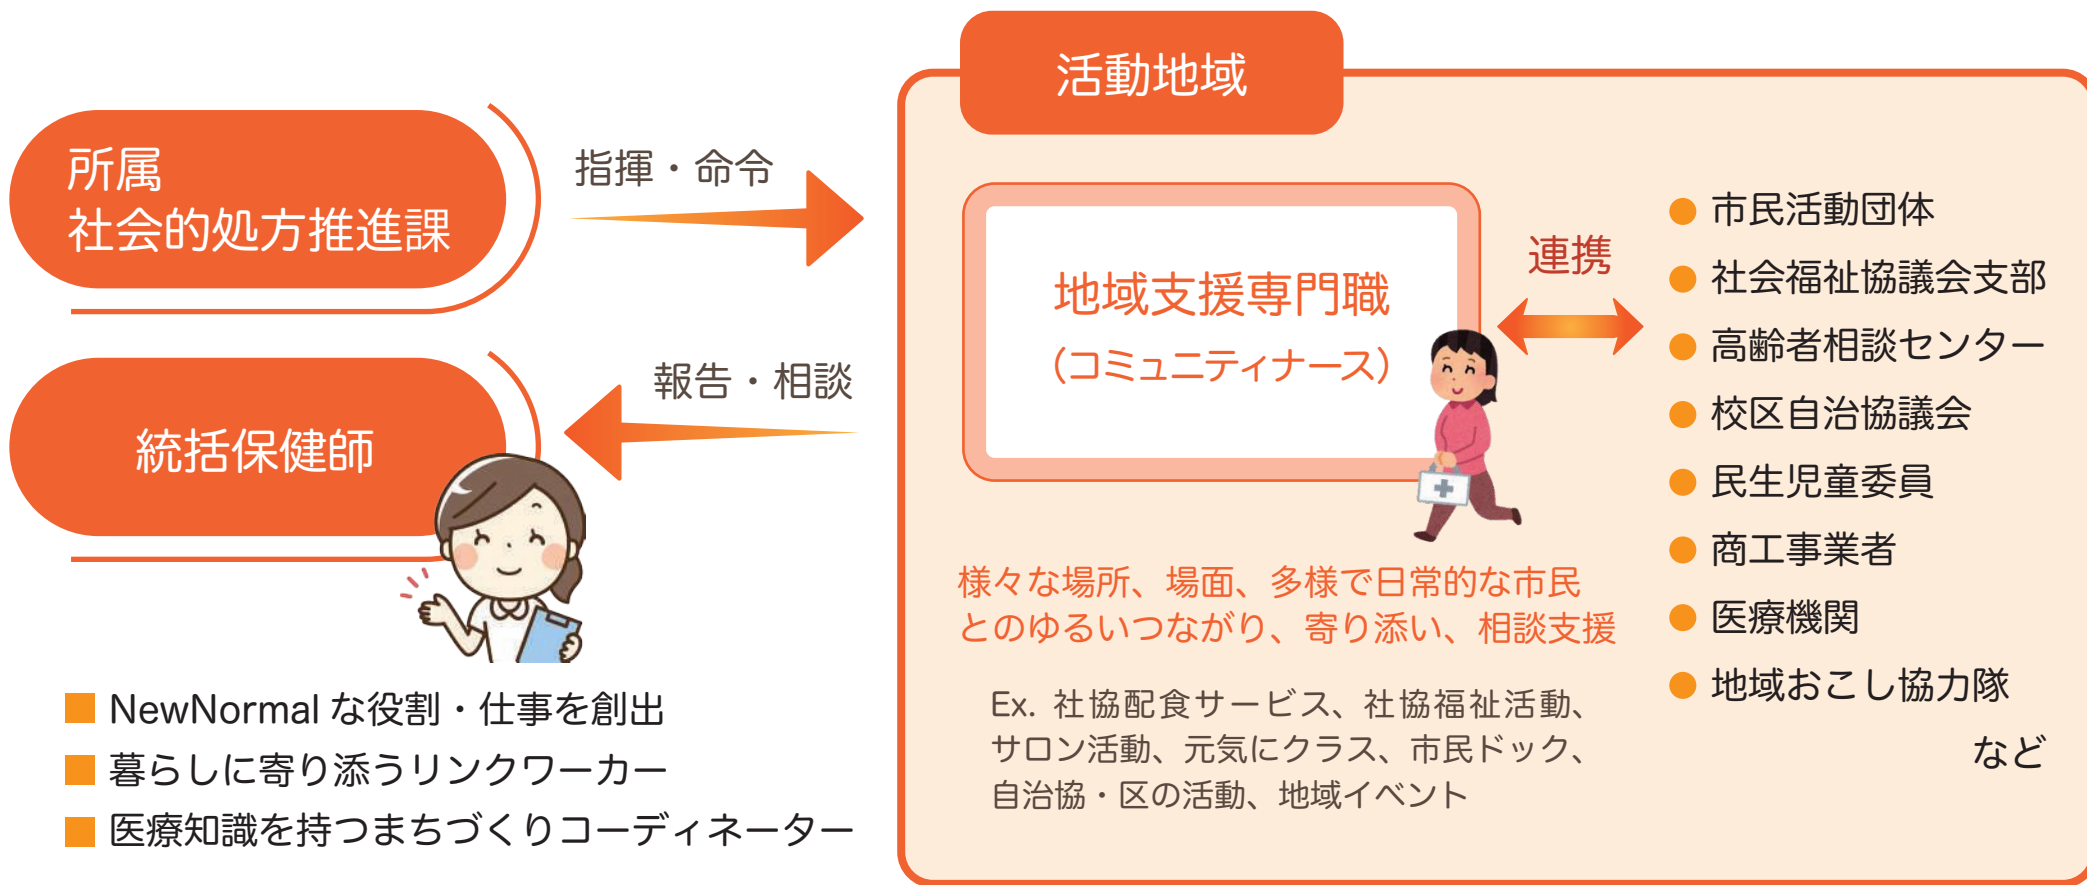 所属
社会的処方推進課
指揮・命令
統括保健師
報告・相談
NewNormal な役割・仕事を創出
暮らしに寄り添うリンクワーカー
医療知識を持つまちづくりコーディネーター
活動地域
地域支援専門職
(コミュニティナース)
連携
様々な場所、場面、多様で日常的な市民
とのゆるいつながり、寄り添い、相談支援
Ex. 社協配食サービス、社協福祉活動、
サロン活動、元気にクラス、市民ドック、
自治協・区の活動、地域イベント
市民活動団体
社会福祉協議会支部
高齢者相談センター
校区自治協議会
民生児童委員
商工事業者
医療機関
地域おこし協力隊
など